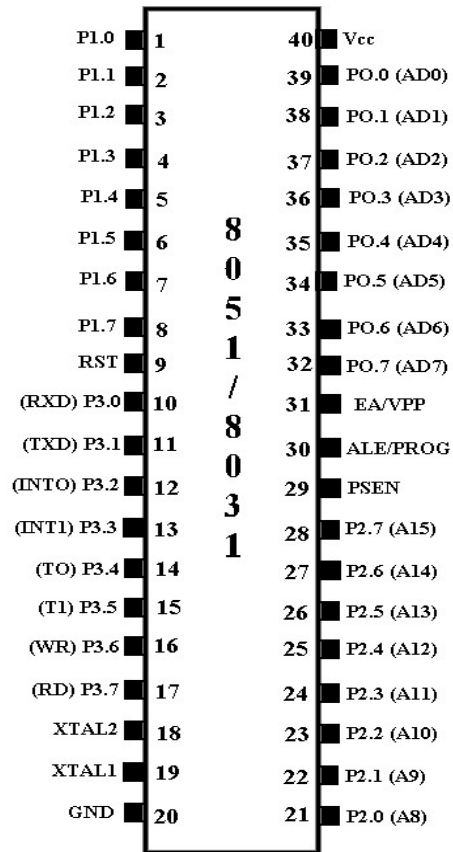 P1.0 1 40 Vcc
P1.1 2 39 PO.0 (AD0)
P1.2 3 38 PO.1 (AD1)
P1.3 4 37 PO.2 (AD2)
P1.4 5 36 PO.3 (AD3)
P1.5 6 35 PO.4 (AD4)
P1.6 7 34 PO.5 (AD5)
P1.7 8 33 PO.6 (AD6)
RST 9 32 PO.7 (AD7)
(RXD) P3.0 10 31 EA/VPP
(TXD) P3.1 11 30 ALE/PROG
(INTO) P3.2 12 29 PSEN
(INT1) P3.3 13 28 P2.7 (A15)
(TO) P3.4 14 27 P2.6 (A14)
(T1) P3.5 15 26 P2.5 (A13)
(WR) P3.6 16 25 P2.4 (A12)
(RD) P3.7 17 24 P2.3 (A11)
XTAL2 18 23 P2.2 (A10)
XTAL1 19 22 P2.1 (A9)
GND 20 21 P2.0 (A8)
8051/8031